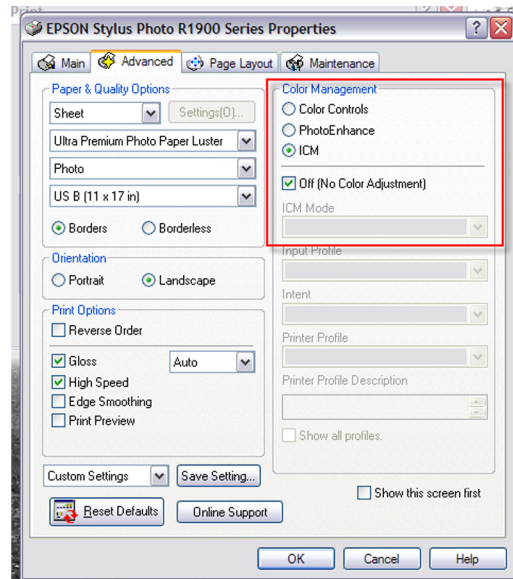 Print
EPSON Stylus Photo R1900 Series Properties
Main
Advanced
Page Layout
Maintenance
Paper & Quality Options
Sheet
Settings(O)...
Ultra Premium Photo Paper Luster
Photo
US B (11 x 17 in)
Borders
Borderless
Orientation
Portrait
Landscape
Print Options
Reverse Order
Gloss
Auto
High Speed
Edge Smoothing
Print Preview
Custom Settings
Save Setting...
Reset Defaults
Online Support
Color Management
Color Controls
PhotoEnhance
ICM
Off (No Color Adjustment)
ICM Mode
Input Profile
Intent
Printer Profile
Printer Profile Description
Show all profiles.
Show this screen first
OK
Cancel
Help